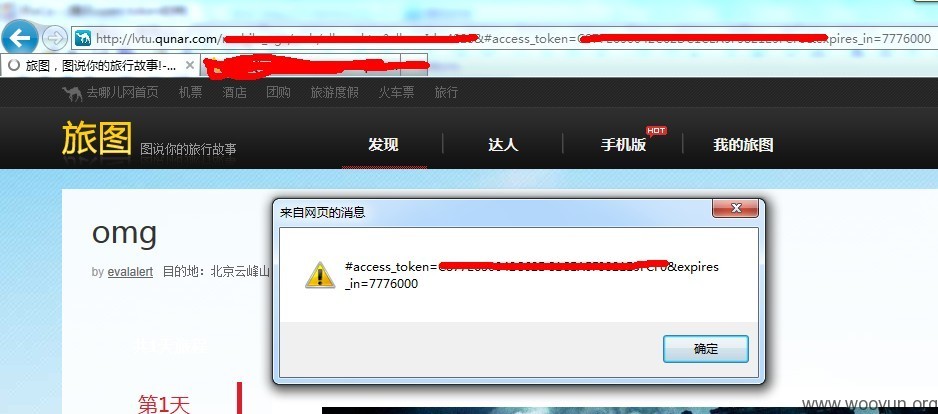 http://lvtu.qunar.com/
&#access_token=
expires_in=7776000
旅图，图说你的旅行故事!-...
去哪儿网首页 机票 酒店 团购 旅游度假 火车票 旅行
旅图 图说你的旅行故事
发现 达人 手机版 HOT 我的旅图
来自网页的消息
omg
by evalalert 目的地：北京云峰山
#access_token=
&expires
_in=7776000
确定
第1天
www.wooyun.org